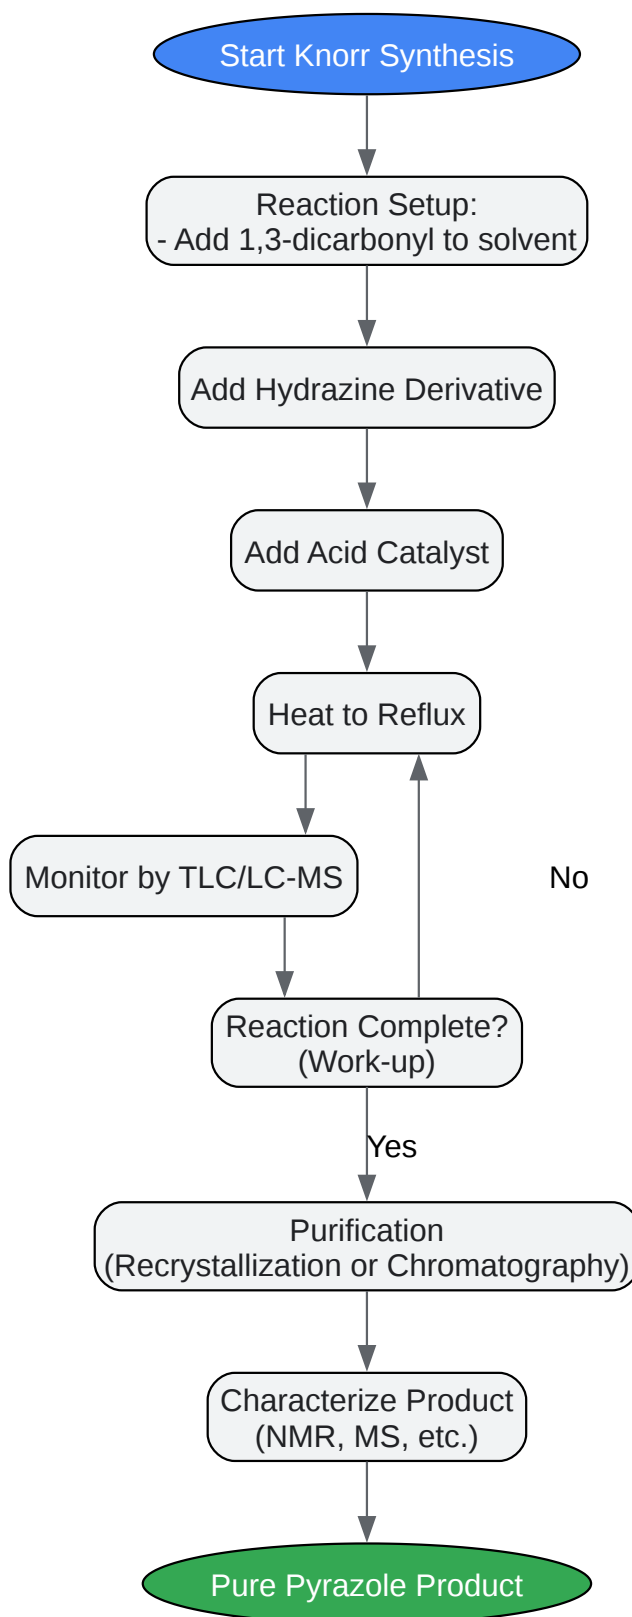 Start Knorr Synthesis
Reaction Setup:
- Add 1,3-dicarbonyl to solvent
Add Hydrazine Derivative
Add Acid Catalyst
Heat to Reflux
Monitor by TLC/LC-MS
No
Reaction Complete?
(Work-up)
Yes
Purification
(Recrystallization or Chromatography)
Characterize Product
(NMR, MS, etc.)
Pure Pyrazole Product